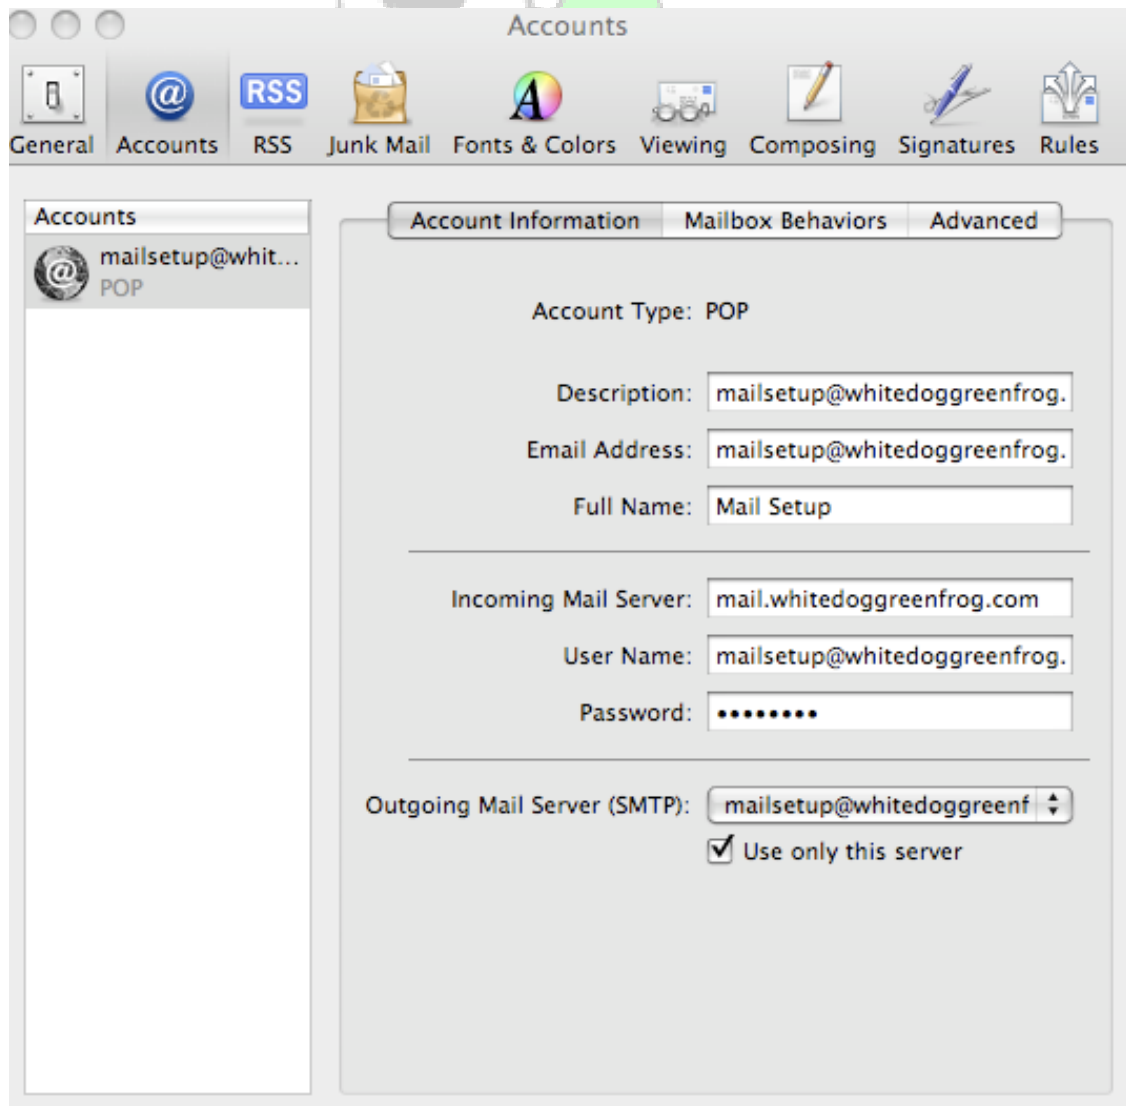 Accounts
RSS
General Accounts RSS Junk Mail Fonts & Colors Viewing Composing Signatures Rules
Accounts
mailsetup@whit...
POP
Account Information Mailbox Behaviors Advanced
Account Type: POP
Description: mailsetup@whitedoggreenfrog.
Email Address: mailsetup@whitedoggreenfrog.
Full Name: Mail Setup
Incoming Mail Server: mail.whitedoggreenfrog.com
User Name: mailsetup@whitedoggreenfrog.
Password: ••••••••
Outgoing Mail Server (SMTP): mailsetup@whitedoggreenf
Use only this server